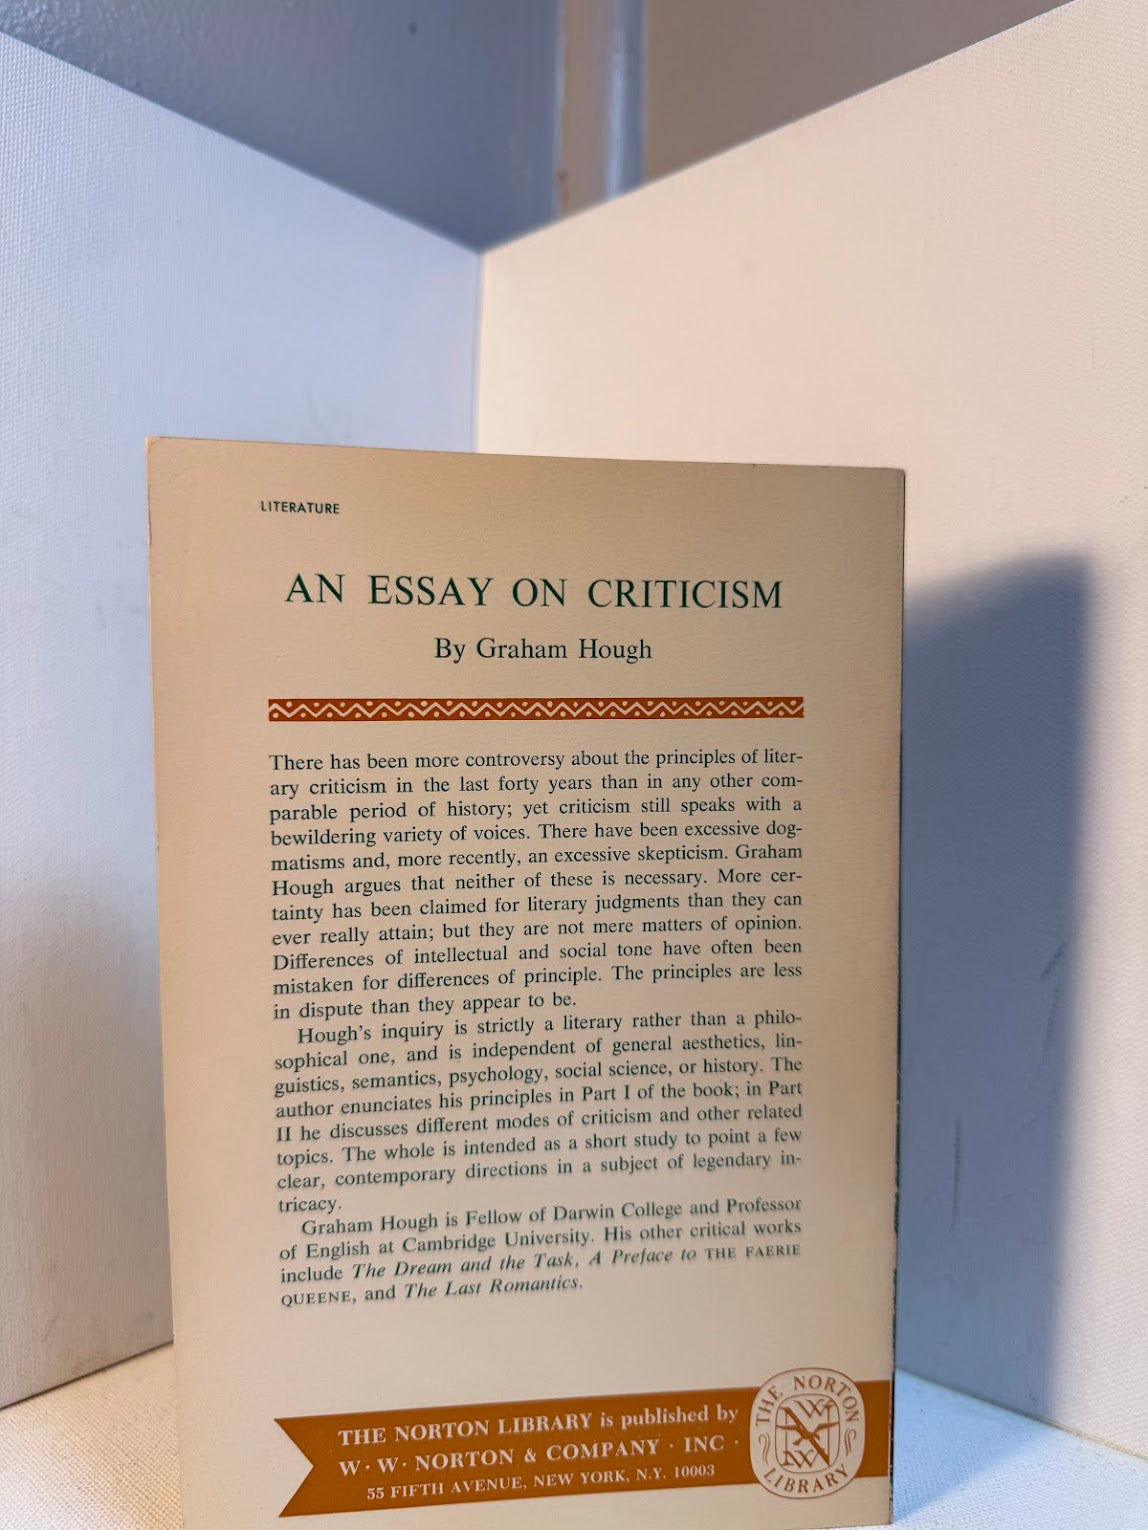 LITERATURE
AN ESSAY ON CRITICISM
By Graham Hough
There has been more controversy about the principles of liter-
ary criticism in the last forty years than in any other com-
parable period of history; yet criticism still speaks with a
bewildering variety of voices. There have been excessive dog-
matisms and, more recently, an excessive skepticism. Graham
Hough argues that neither of these is necessary. More cer-
tainty has been claimed for literary judgments than they can
ever really attain; but they are not mere matters of opinion.
Differences of intellectual and social tone have often been
mistaken for differences of principle. The principles are less
in dispute than they appear to be.
Hough's inquiry is strictly a literary rather than a philo-
sophical one, and is independent of general aesthetics, lin-
guistics, semantics, psychology, social science, or history. The
author enunciates his principles in Part I of the book; in Part
II he discusses different modes of criticism and other related
topics. The whole is intended as a short study to point a few
clear, contemporary directions in a subject of legendary in-
tricacy.
Graham Hough is Fellow of Darwin College and Professor
of English at Cambridge University. His other critical works
include The Dream and the Task, A Preface to THE FAERIE
QUEENE, and The Last Romantics.
THE NORTON LIBRARY is published by
W · W · NORTON & COMPANY · INC ·
55 FIFTH AVENUE, NEW YORK, N.Y. 10003
THE NORTON
WW
NW
LIBRARY